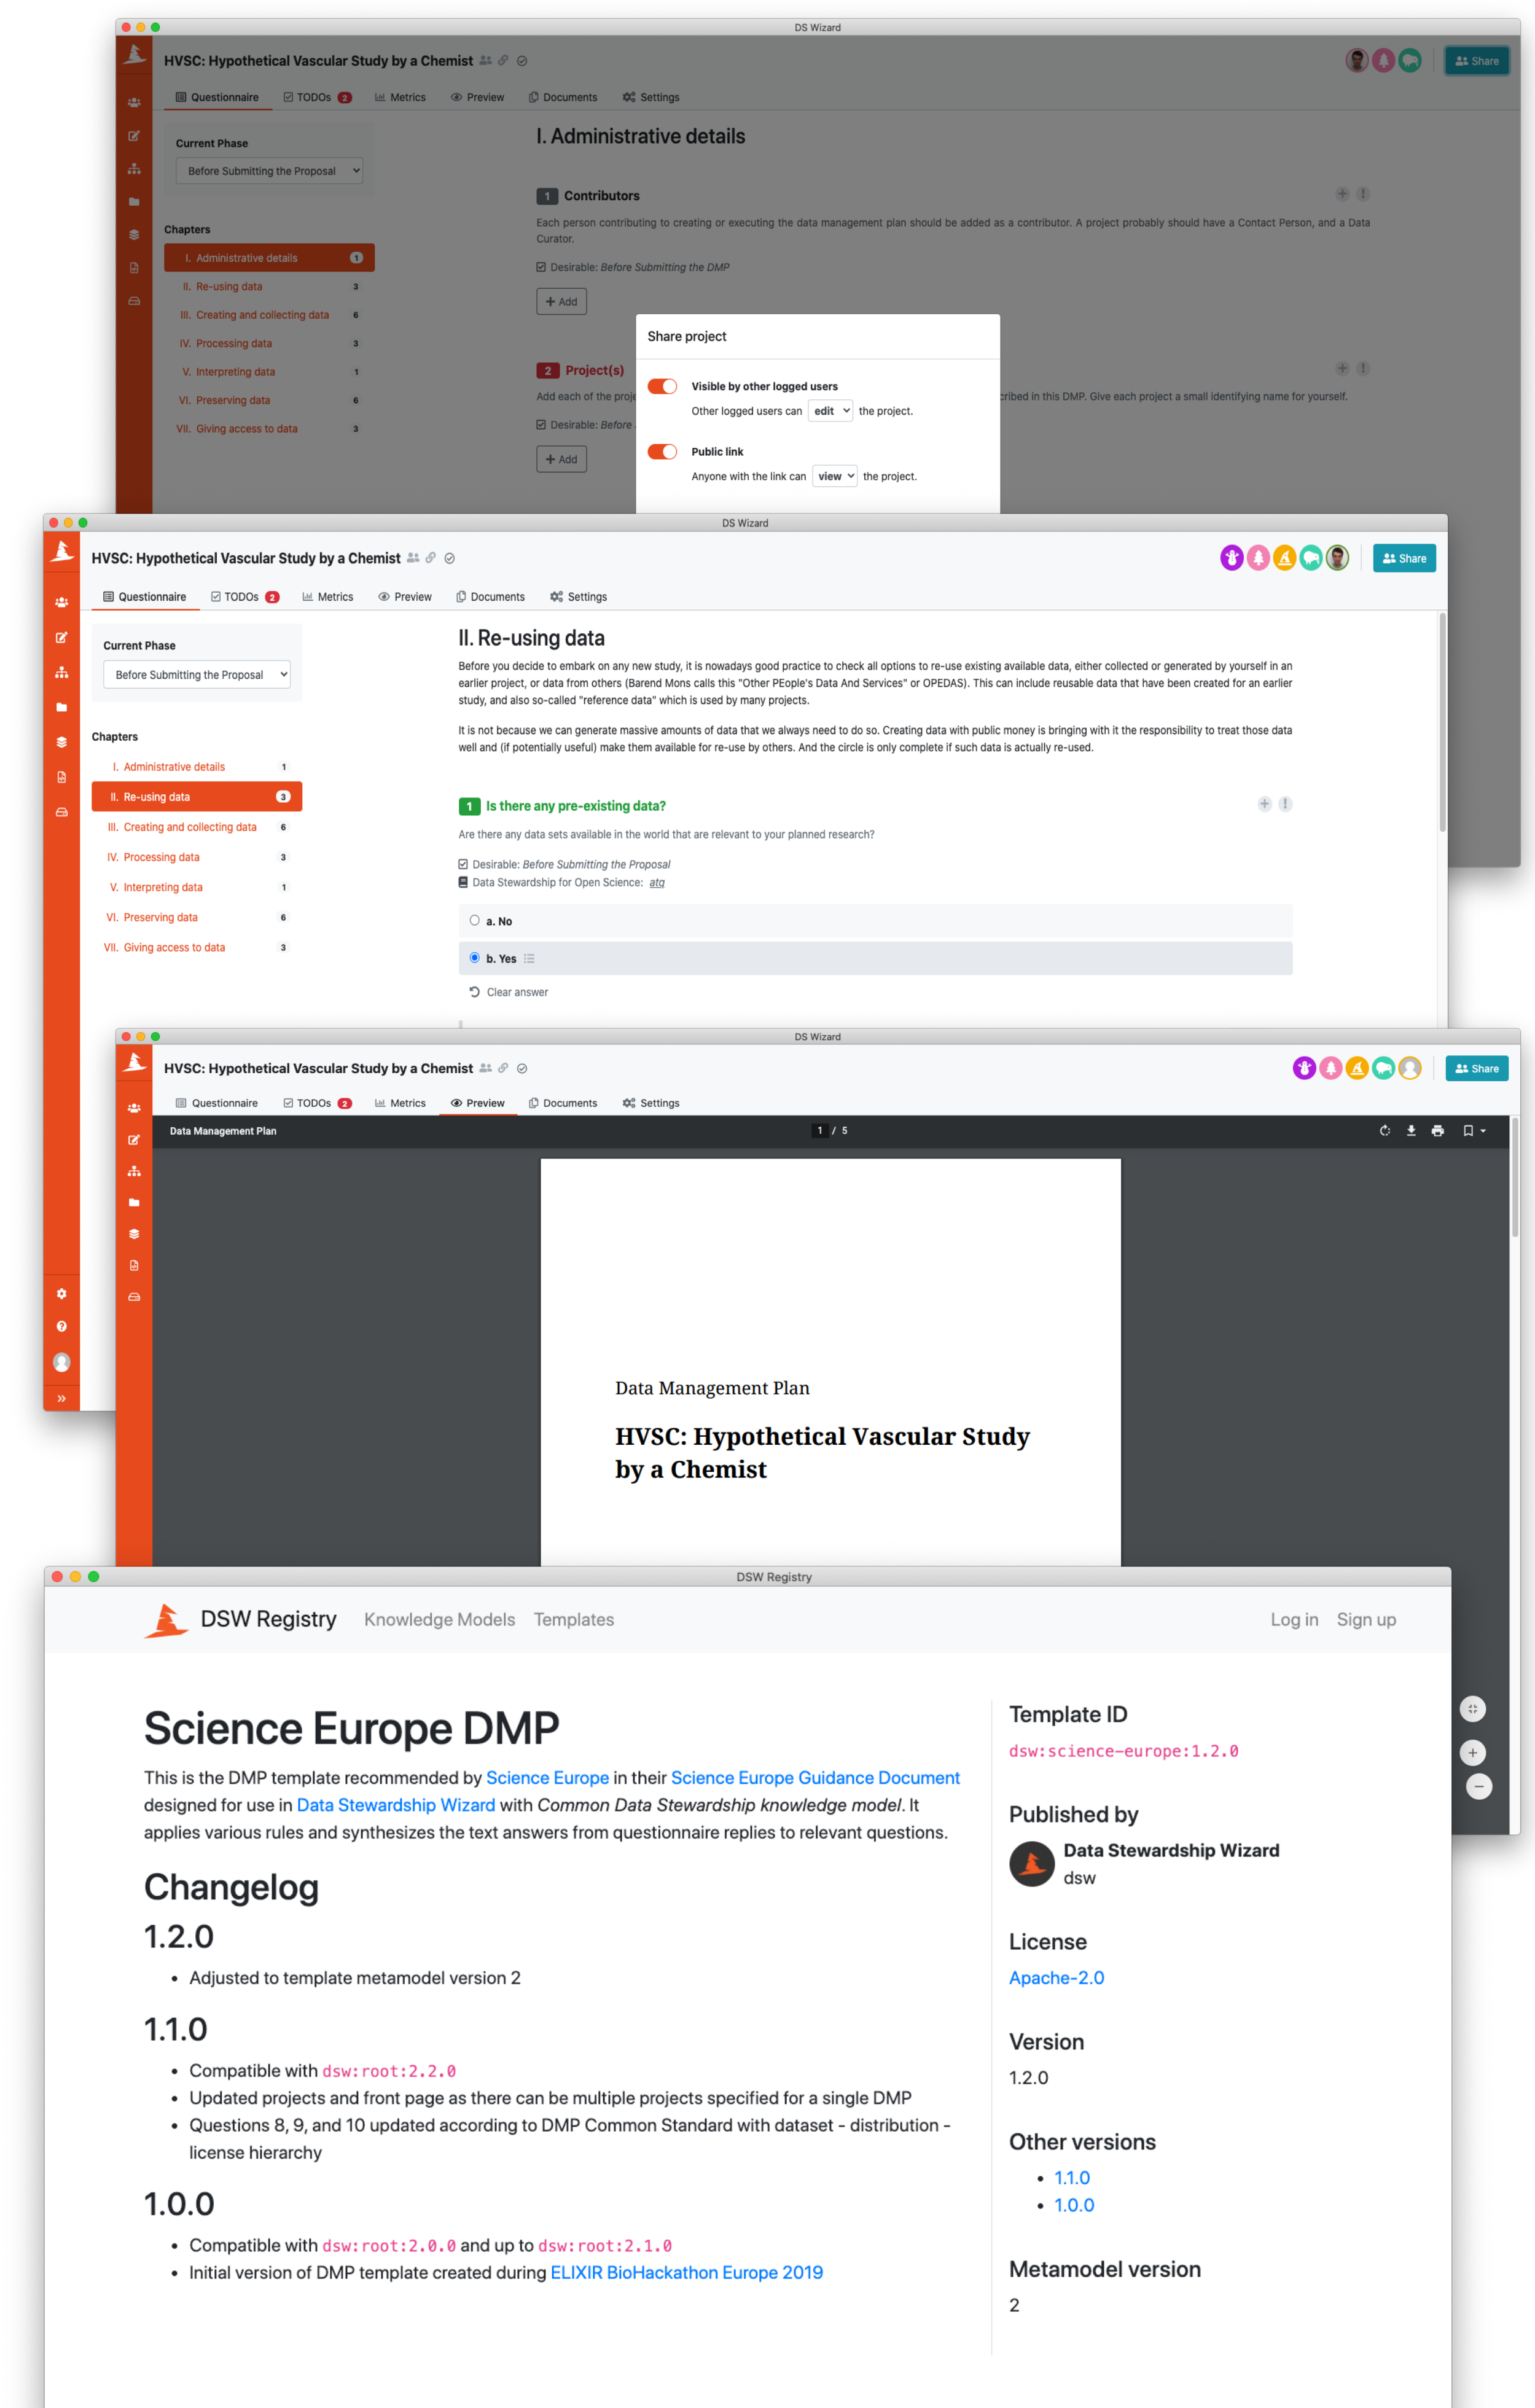 DS Wizard
HVSC: Hypothetical Vascular Study by a Chemist
Share
Questionnaire TODOs 2 Metrics Preview Documents Settings
Current Phase
Before Submitting the Proposal
Chapters
I. Administrative details 1
II. Re-using data 3
III. Creating and collecting data 6
IV. Processing data 3
V. Interpreting data 1
VI. Preserving data 6
VII. Giving access to data 3
I. Administrative details
1 Contributors
Each person contributing to creating or executing the data management plan should be added as a contributor. A project probably should have a Contact Person, and a Data
Curator.
Desirable: Before Submitting the DMP
+ Add
2 Project(s)
Add each of the proje
cribed in this DMP. Give each project a small identifying name for yourself.
Desirable: Before
+ Add
Share project
Visible by other logged users
Other logged users can edit the project.
Public link
Anyone with the link can view the project.
DS Wizard
HVSC: Hypothetical Vascular Study by a Chemist
Share
Questionnaire TODOs 2 Metrics Preview Documents Settings
Current Phase
Before Submitting the Proposal
Chapters
I. Administrative details 1
II. Re-using data 3
III. Creating and collecting data 6
IV. Processing data 3
V. Interpreting data 1
VI. Preserving data 6
VII. Giving access to data 3
II. Re-using data
Before you decide to embark on any new study, it is nowadays good practice to check all options to re-use existing available data, either collected or generated by yourself in an
earlier project, or data from others (Barend Mons calls this "Other PEople's Data And Services" or OPEDAS). This can include reusable data that have been created for an earlier
study, and also so-called "reference data" which is used by many projects.
It is not because we can generate massive amounts of data that we always need to do so. Creating data with public money is bringing with it the responsibility to treat those data
well and (if potentially useful) make them available for re-use by others. And the circle is only complete if such data is actually re-used.
1 Is there any pre-existing data?
Are there any data sets available in the world that are relevant to your planned research?
Desirable: Before Submitting the Proposal
Data Stewardship for Open Science: atq
a. No
b. Yes
Clear answer
DS Wizard
HVSC: Hypothetical Vascular Study by a Chemist
Share
Questionnaire TODOs 2 Metrics Preview Documents Settings
Data Management Plan
1 / 5
Data Management Plan
HVSC: Hypothetical Vascular Study
by a Chemist
DSW Registry
DSW Registry Knowledge Models Templates Log in Sign up
Science Europe DMP
This is the DMP template recommended by Science Europe in their Science Europe Guidance Document
designed for use in Data Stewardship Wizard with Common Data Stewardship knowledge model. It
applies various rules and synthesizes the text answers from questionnaire replies to relevant questions.
Changelog
1.2.0
• Adjusted to template metamodel version 2
1.1.0
• Compatible with dsw:root:2.2.0
• Updated projects and front page as there can be multiple projects specified for a single DMP
• Questions 8, 9, and 10 updated according to DMP Common Standard with dataset - distribution -
license hierarchy
1.0.0
• Compatible with dsw:root:2.0.0 and up to dsw:root:2.1.0
• Initial version of DMP template created during ELIXIR BioHackathon Europe 2019
Template ID
dsw:science-europe:1.2.0
Published by
Data Stewardship Wizard
dsw
License
Apache-2.0
Version
1.2.0
Other versions
• 1.1.0
• 1.0.0
Metamodel version
2